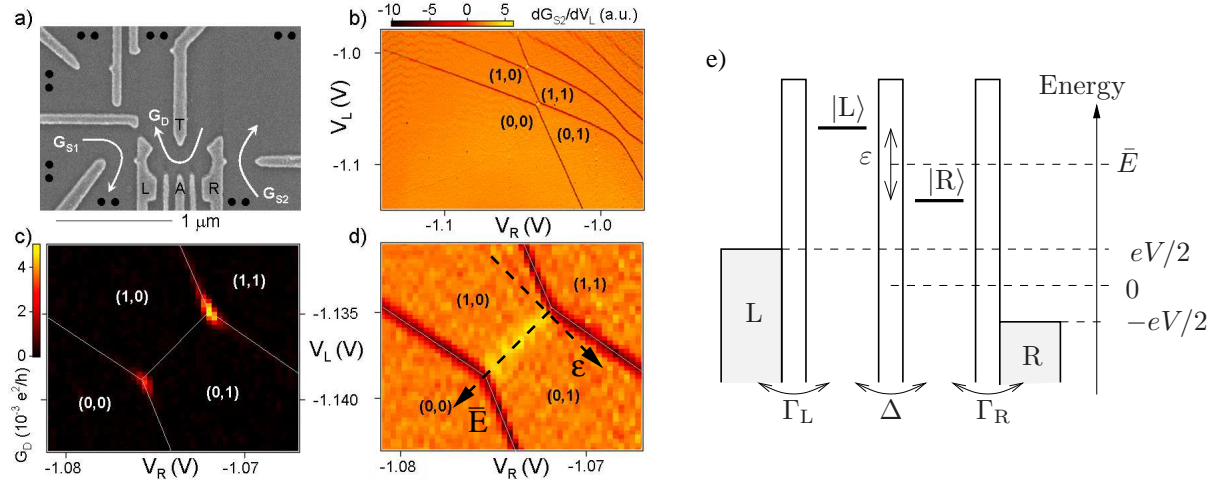 a)
G_D
T
G_S1
L
A
R
G_S2
1 μm
b)
-10
-5
0
5
dG_S2/dV_L (a.u.)
-1.0
V_L (V)
-1.1
(1,0)
(1,1)
(0,0)
(0,1)
-1.1
V_R (V)
-1.0
c)
4
2
0
G_D (10⁻³ e²/h)
(1,0)
(1,1)
(0,0)
(0,1)
-1.08
V_R (V)
-1.07
-1.135
V_L (V)
-1.140
d)
(1,0)
(1,1)
(0,0)
(0,1)
ε
Ē
-1.08
V_R (V)
-1.07
e)
Energy
|L⟩
ε
Ē
|R⟩
eV/2
L
0
−eV/2
R
Γ_L
Δ
Γ_R